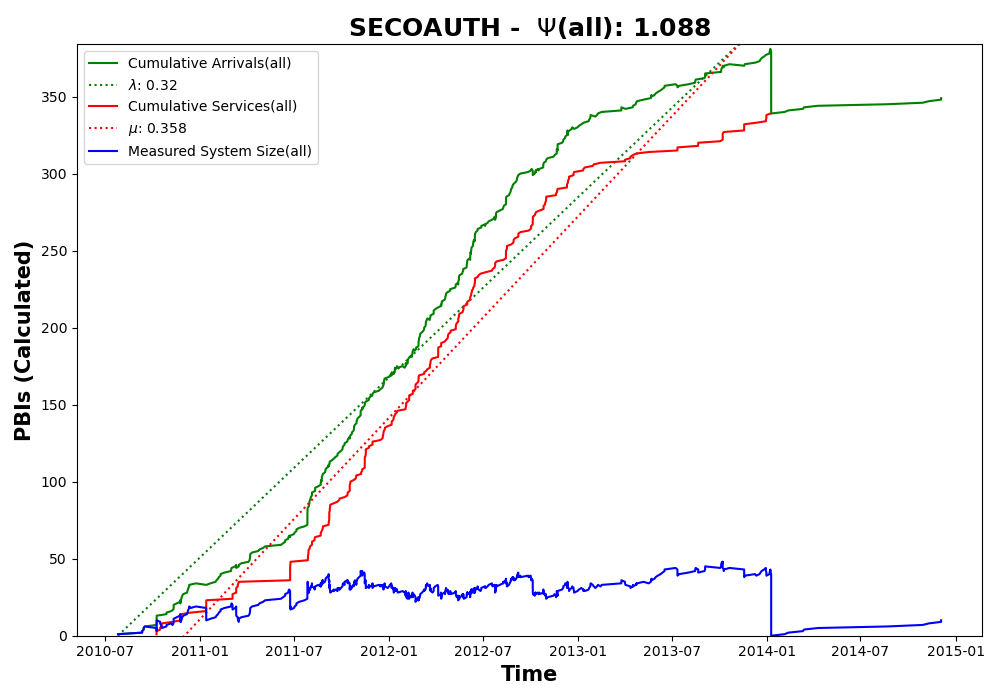 SECOAUTH - Ψ(all): 1.088
Cumulative Arrivals(all)
λ: 0.32
Cumulative Services(all)
μ: 0.358
Measured System Size(all)
PBIs (Calculated)
350
300
250
200
150
100
50
0
2010-07 2011-01 2011-07 2012-01 2012-07 2013-01 2013-07 2014-01 2014-07 2015-01
Time